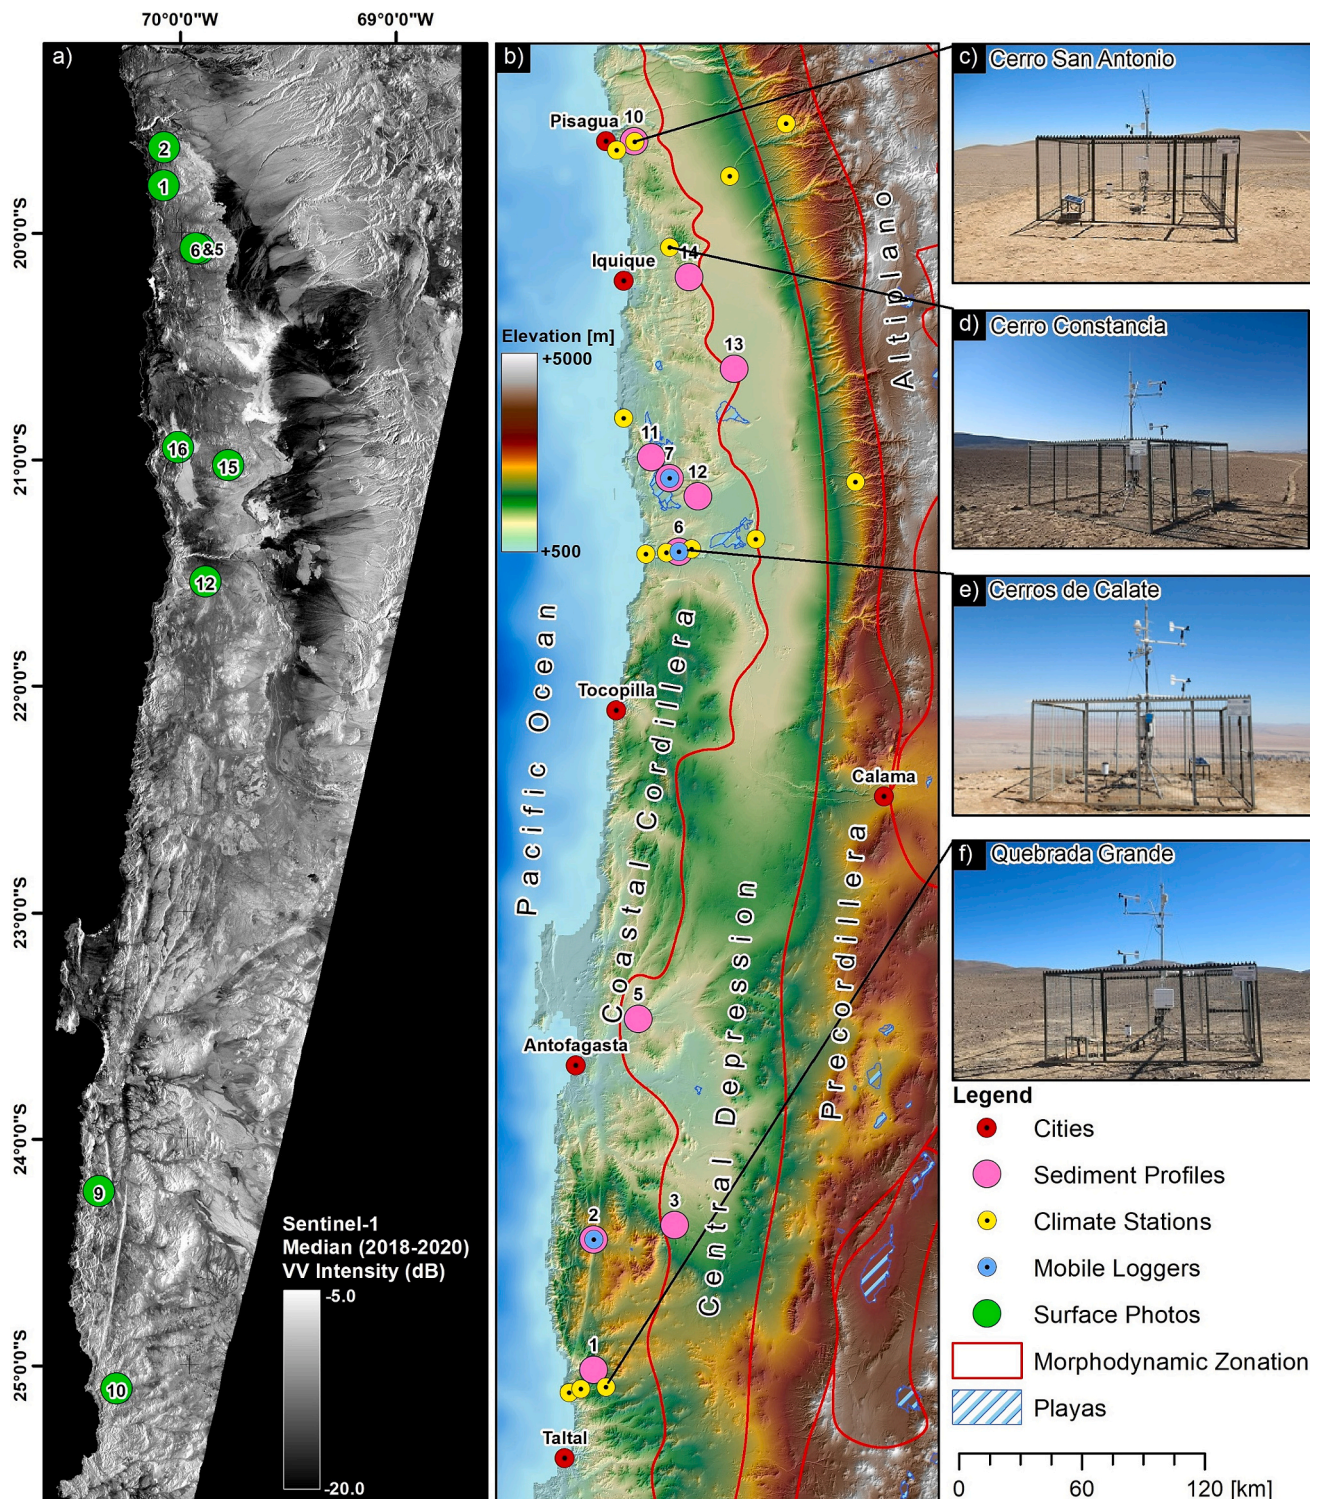 70°0'0"W
69°0'0"W
a)
20°0'0"S
21°0'0"S
22°0'0"S
23°0'0"S
24°0'0"S
25°0'0"S
2
1
6&5
16
15
12
9
10
Sentinel-1
Median (2018-2020)
VV Intensity (dB)
-5.0
-20.0
b)
Pisagua
10
Iquique
14
Elevation [m]
+5000
+500
13
11
7
12
6
Tocopilla
Calama
5
Antofagasta
3
2
1
Taltal
Pacific Ocean
Coastal Cordillera
Central Depression
Precordillera
Altiplano
c) Cerro San Antonio
d) Cerro Constancia
e) Cerros de Calate
f) Quebrada Grande
Legend
Cities
Sediment Profiles
Climate Stations
Mobile Loggers
Surface Photos
Morphodynamic Zonation
Playas
0 60 120 [km]